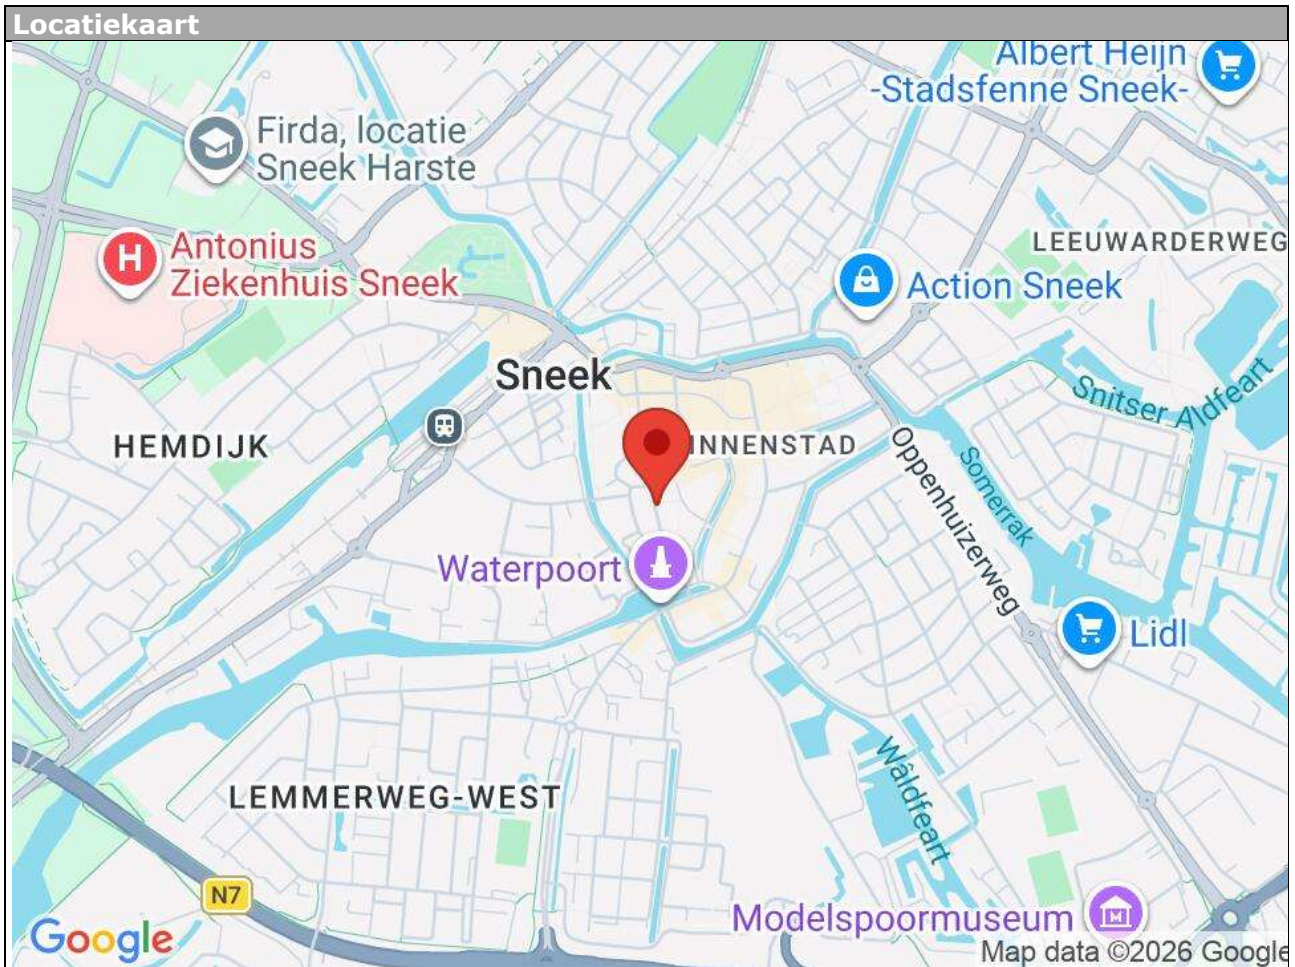 Locatiekaart
Albert Heijn
-Stadsfenne Sneek-
Firda, locatie
Sneek Harste
LEEUWARDERWEG
Antonius
Ziekenhuis Sneek
H
Action Sneek
Sneek
Snitser Aldfeart
HEMDIJK
INNENSTAD
Oppenhuizerweg
Somerrak
Waterpoort
Lidl
LEMMERWEG-WEST
Wâldfeart
N7
Modelspoormuseum
M
Google
Map data ©2026 Google